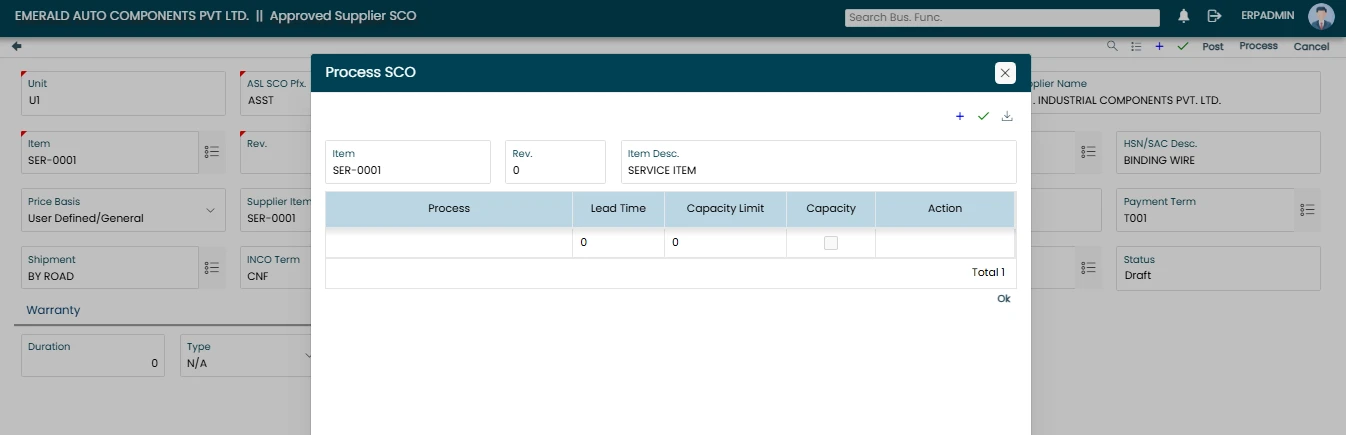 EMERALD AUTO COMPONENTS PVT LTD. || Approved Supplier SCO
Search Bus. Func.
ERPADMIN
Post Process Cancel
Process SCO
Unit
U1
ASL SCO Pfx.
ASST
plier Name
. INDUSTRIAL COMPONENTS PVT. LTD.
Item
SER-0001
Rev.
HSN/SAC Desc.
BINDING WIRE
Item
SER-0001
Rev.
0
Item Desc.
SERVICE ITEM
Price Basis
User Defined/General
Supplier Item
SER-0001
Payment Term
T001
Process Lead Time Capacity Limit Capacity Action
0 0
Total 1
Ok
Shipment
BY ROAD
INCO Term
CNF
Status
Draft
Warranty
Duration
0
Type
N/A